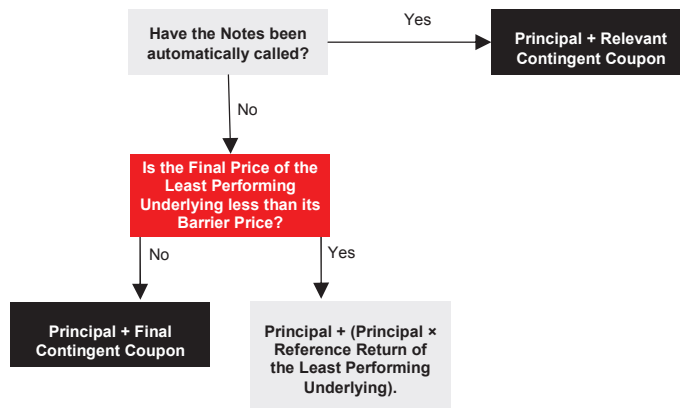 Have the Notes been
automatically called?
Yes
Principal + Relevant
Contingent Coupon
No
Is the Final Price of the
Least Performing
Underlying less than its
Barrier Price?
No
Yes
Principal + Final
Contingent Coupon
Principal + (Principal ×
Reference Return of
the Least Performing
Underlying).